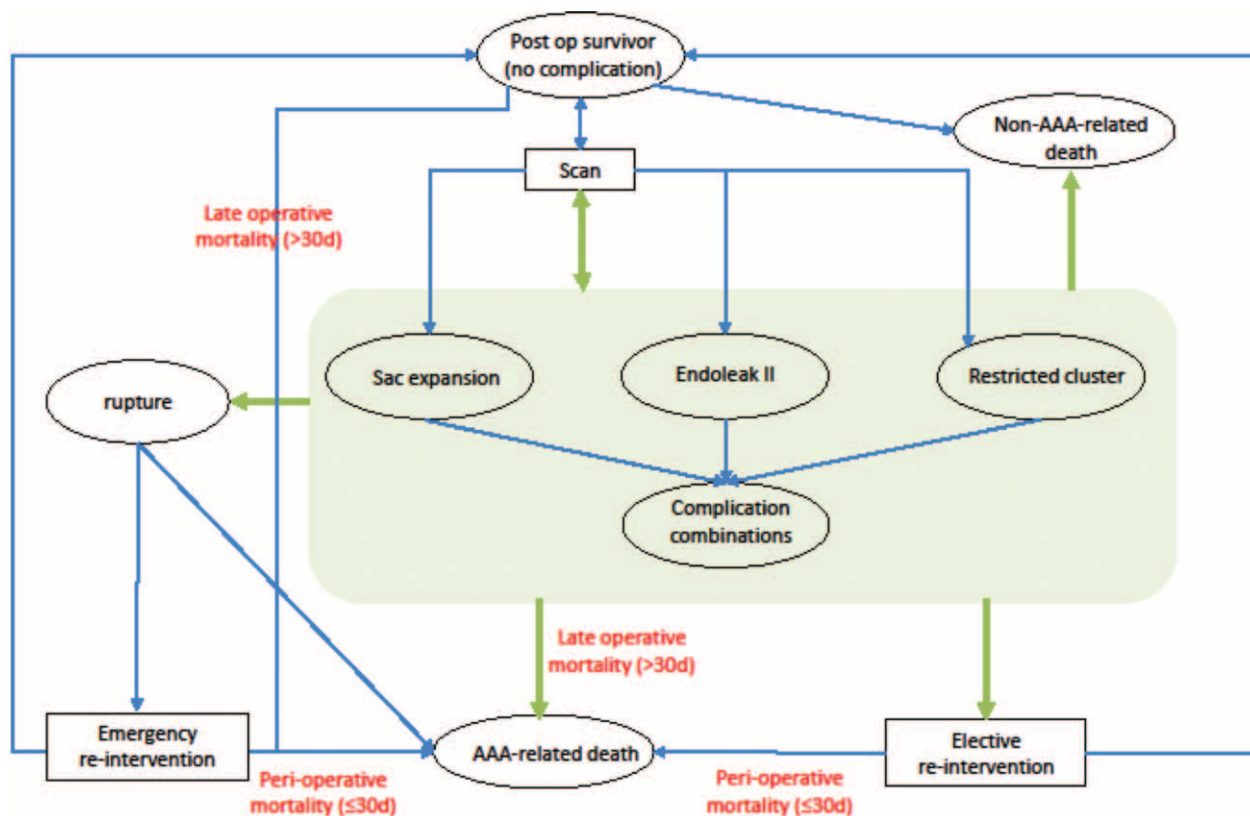 Post op survivor
(no complication)
Non-AAA-related
death
Scan
Late operative
mortality (>30d)
Sac expansion
Endoleak II
Restricted cluster
rupture
Complication
combinations
Late operative
mortality (>30d)
Emergency
re-intervention
AAA-related death
Elective
re-intervention
Peri-operative
mortality (≤30d)
Peri-operative
mortality (≤30d)